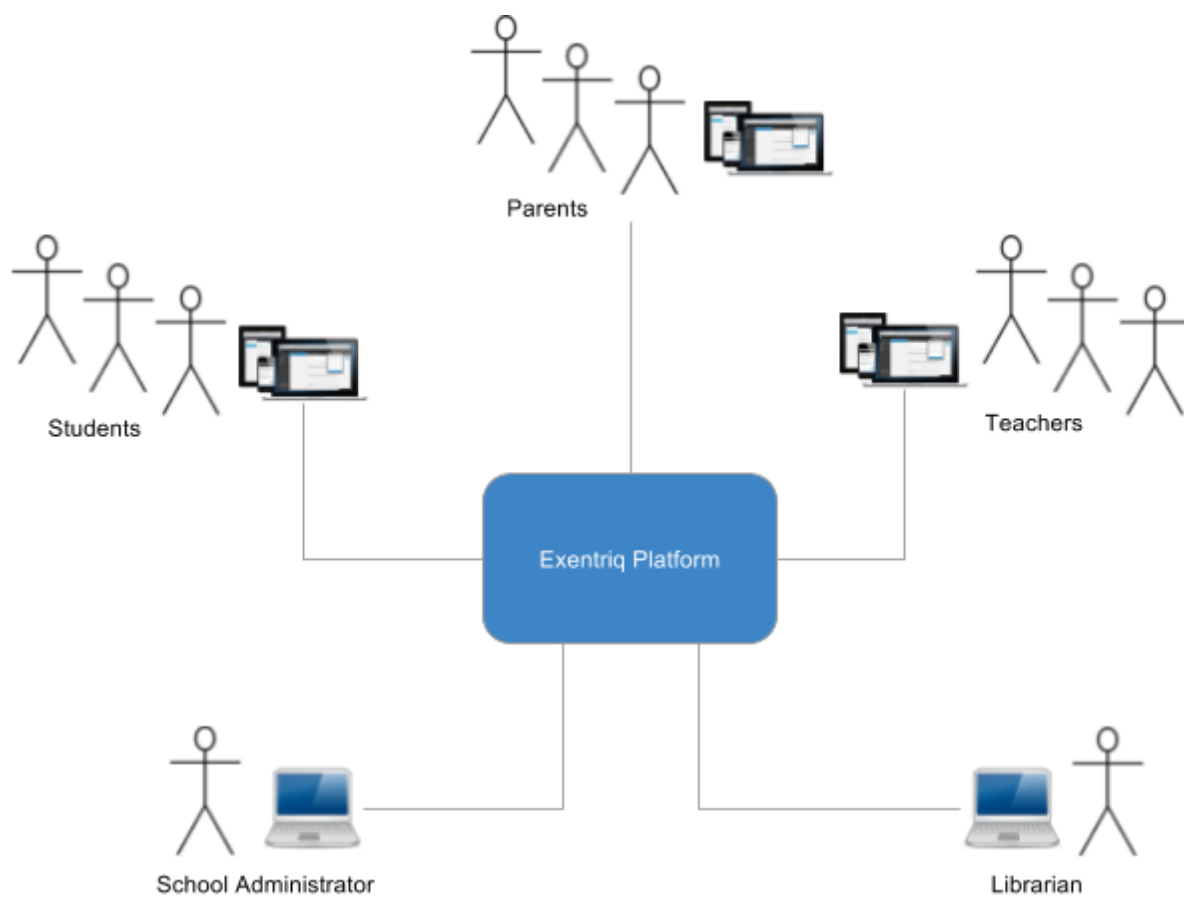 Parents
Students
Teachers
Exentriq Platform
School Administrator
Librarian